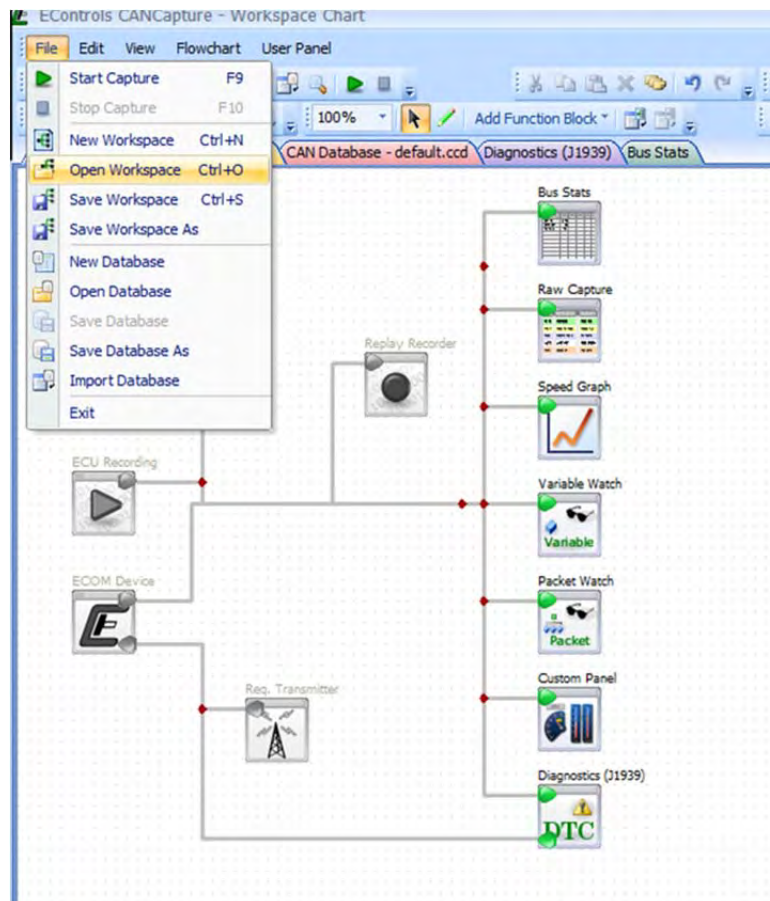 EControls CANCapture - Workspace Chart
File Edit View Flowchart User Panel
Start Capture F9
Stop Capture F10
100% Add Function Block
New Workspace Ctrl+N
CAN Database - default.ccd Diagnostics (J1939) Bus Stats
Open Workspace Ctrl+O
Save Workspace Ctrl+S
Save Workspace As
New Database
Open Database
Save Database
Save Database As
Import Database
Exit
Bus Stats
Raw Capture
Replay Recorder
Speed Graph
ECU Recording
Variable Watch
Variable
ECOM Device
Packet Watch
Packet
Req. Transmitter
Custom Panel
Diagnostics (J1939)
DTC